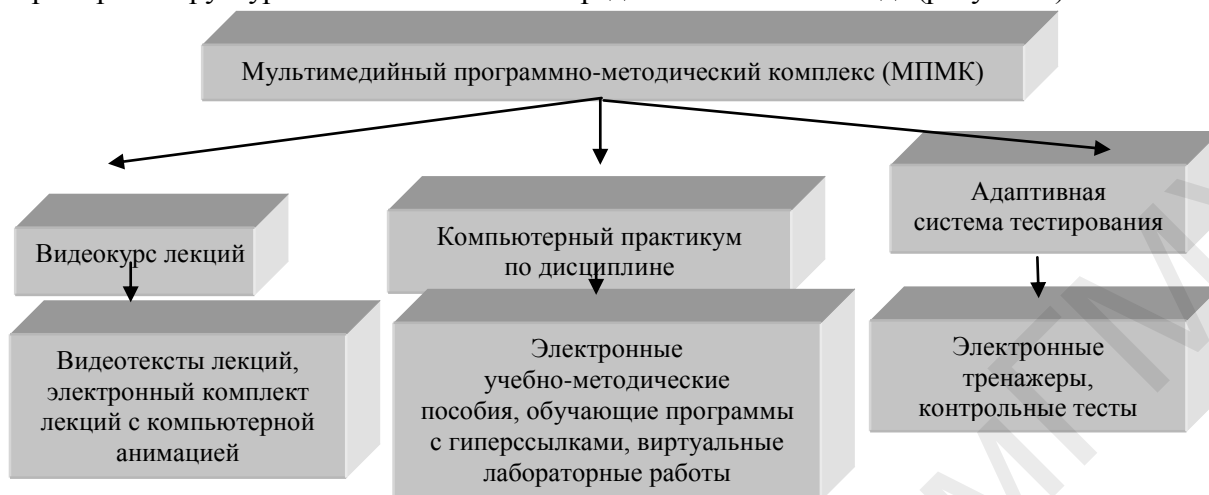 Мультимедийный программно-методический комплекс (МПМК)
Видеокурс лекций
Компьютерный практикум
по дисциплине
Адаптивная
система тестирования
Видеотексты лекций,
электронный комплект
лекций с компьютерной
анимацией
Электронные
учебно-методические
пособия, обучающие программы
с гиперссылками, виртуальные
лабораторные работы
Электронные
тренажеры,
контрольные тесты